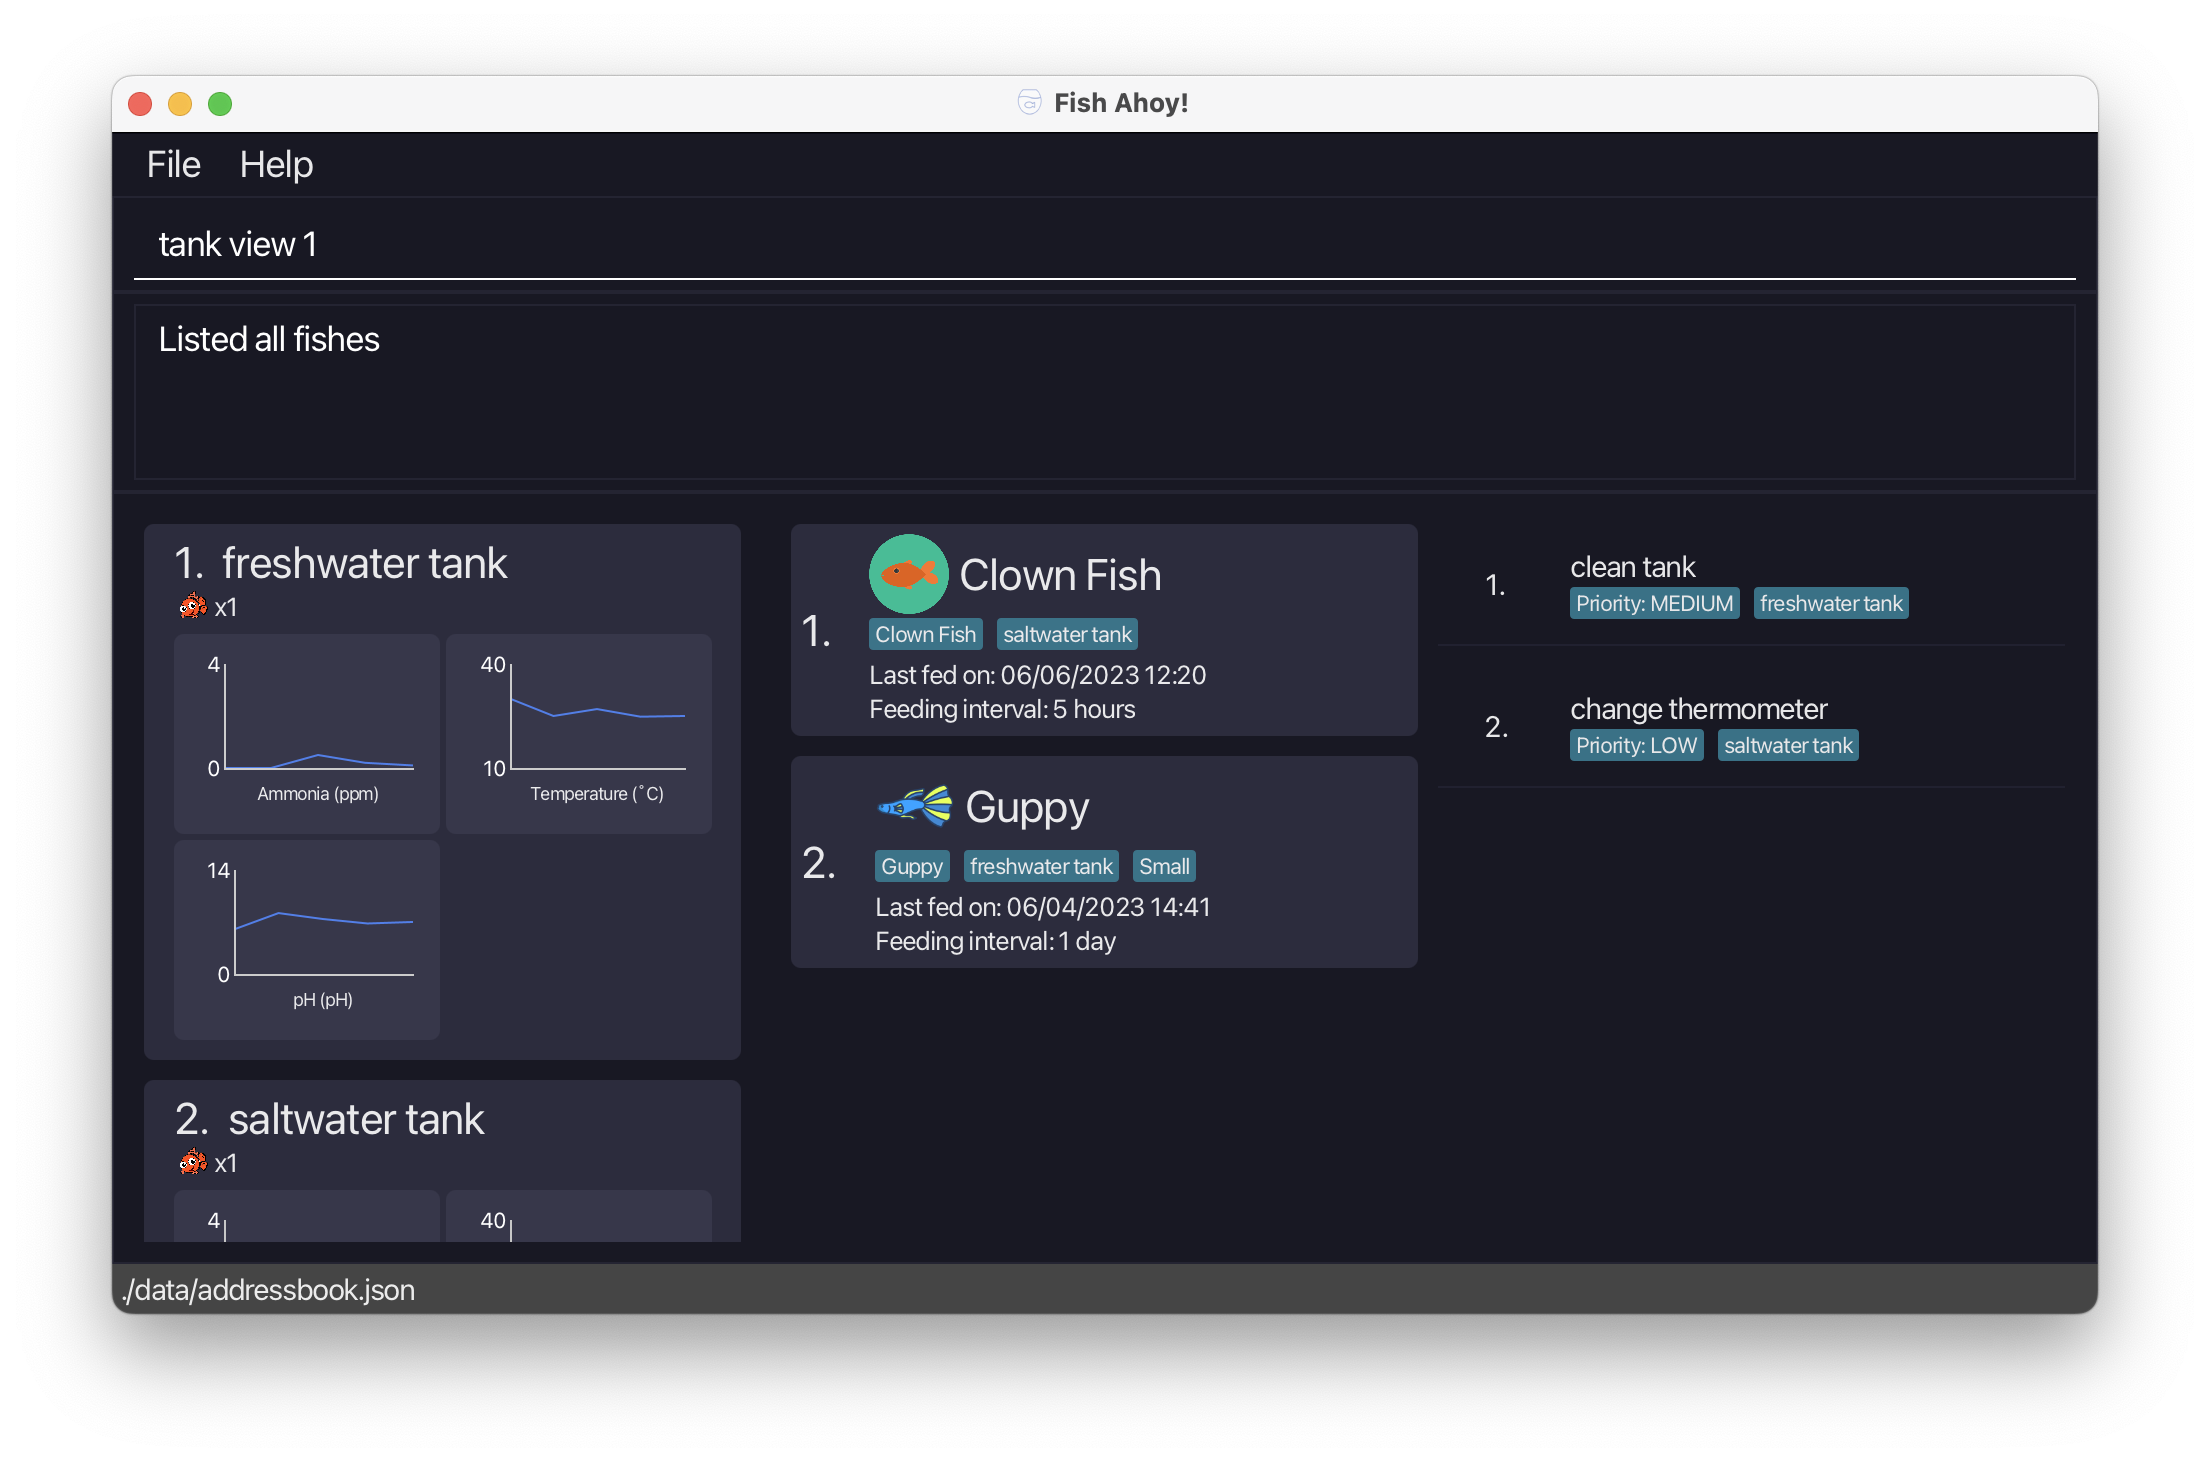 Fish Ahoy!
File Help
tank view 1
Listed all fishes
1. freshwater tank
x1
4
0
Ammonia (ppm)
40
10
Temperature (˚C)
14
0
pH (pH)
2. saltwater tank
x1
4
40
1.
Clown Fish
Clown Fish saltwater tank
Last fed on: 06/06/2023 12:20
Feeding interval: 5 hours
2.
Guppy
Guppy freshwater tank Small
Last fed on: 06/04/2023 14:41
Feeding interval: 1 day
1.
clean tank
Priority: MEDIUM freshwater tank
2.
change thermometer
Priority: LOW saltwater tank
./data/addressbook.json